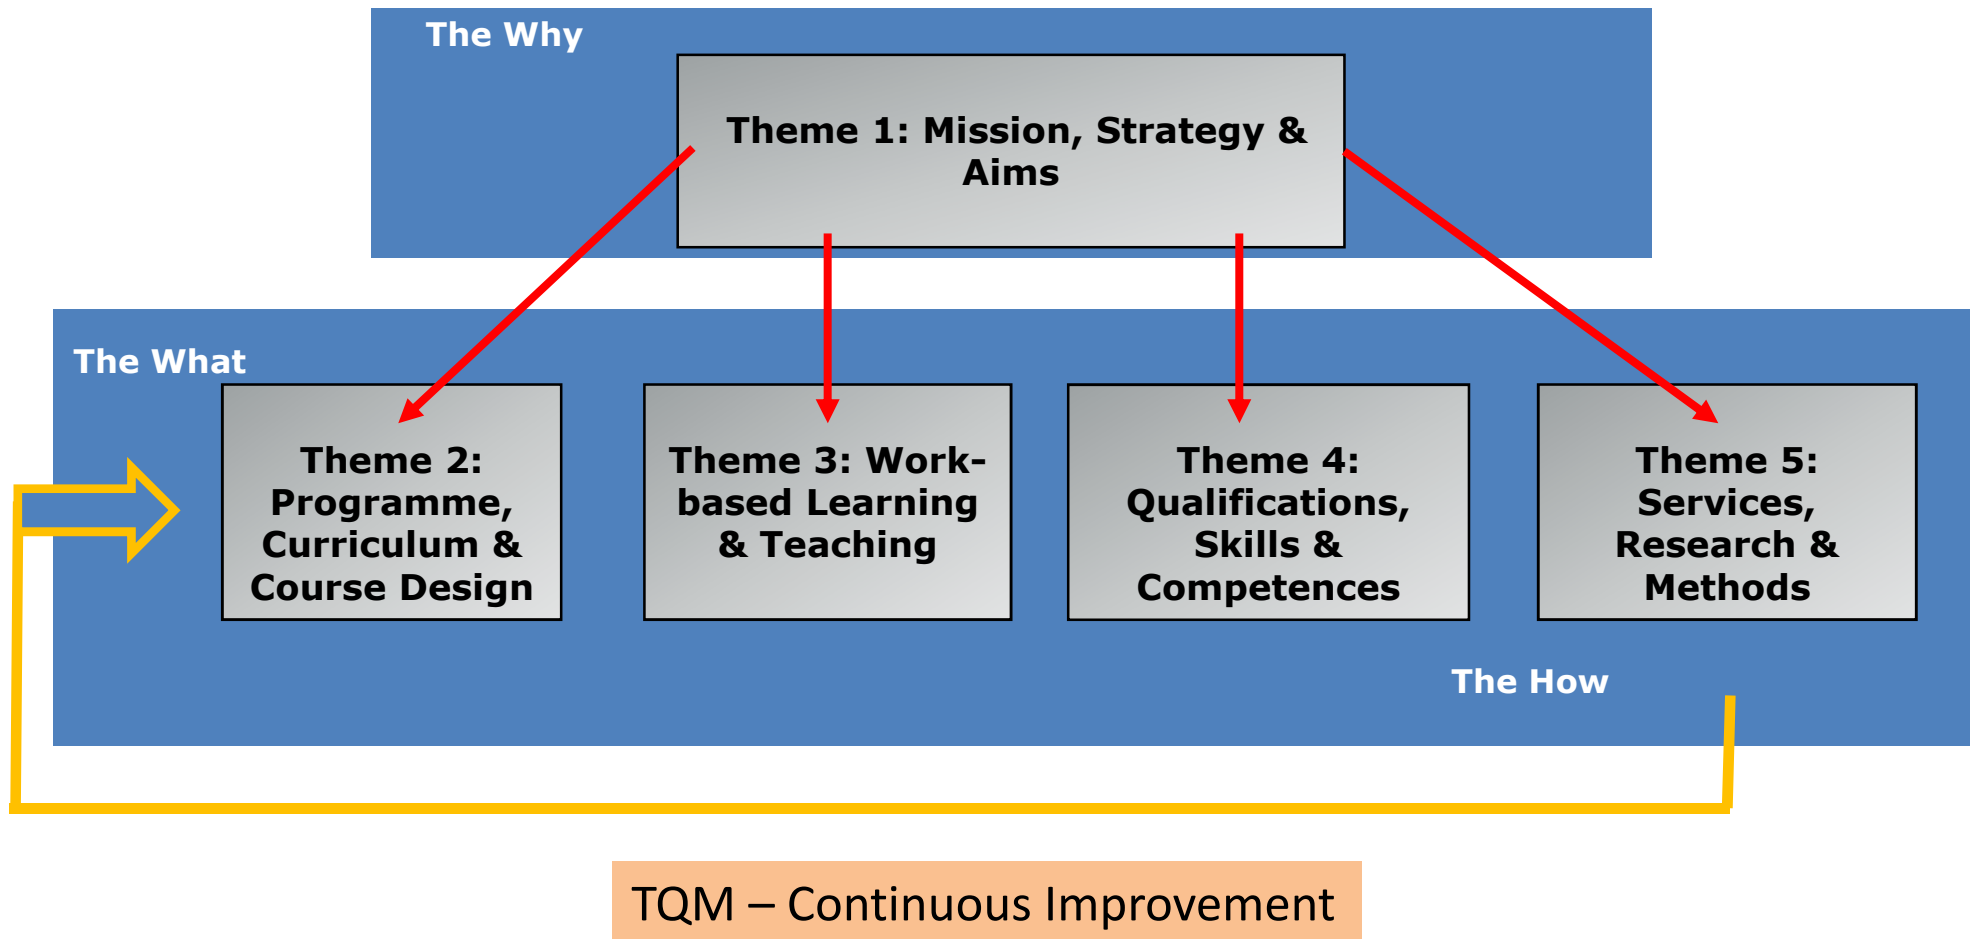 The Why
Theme 1: Mission, Strategy &
Aims
The What
Theme 2:
Programme,
Curriculum &
Course Design
Theme 3: Work-
based Learning
& Teaching
Theme 4:
Qualifications,
Skills &
Competences
Theme 5:
Services,
Research &
Methods
The How
TQM – Continuous Improvement